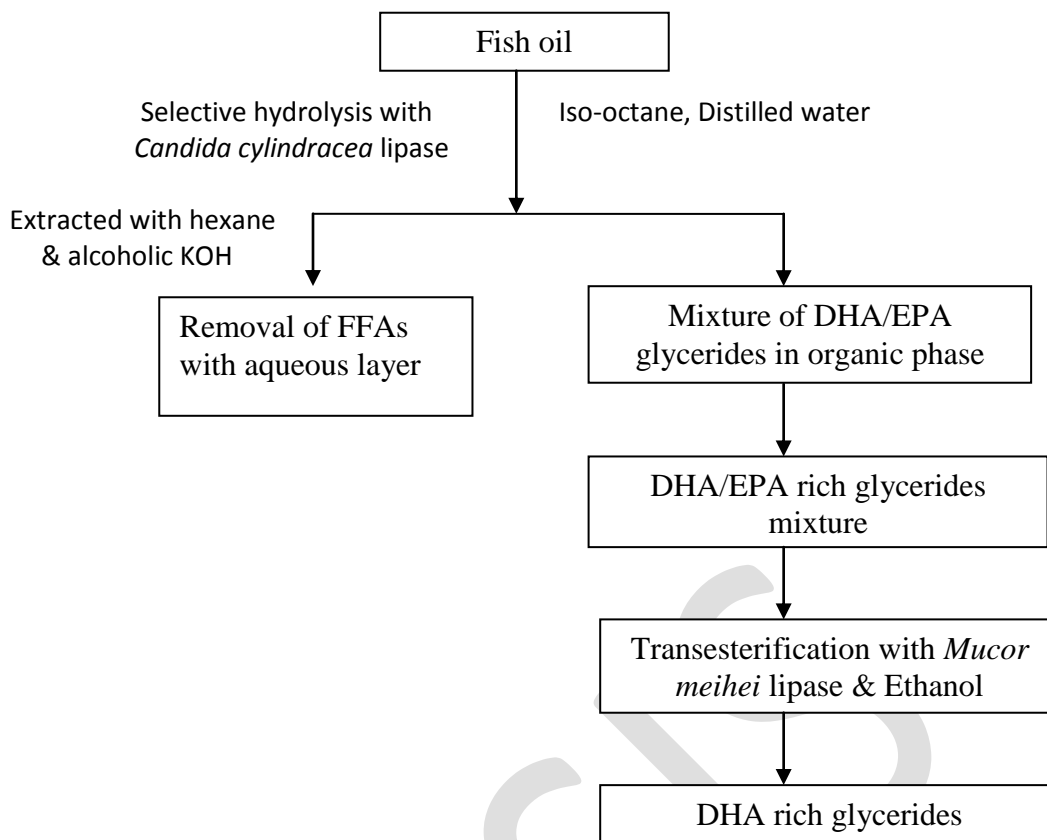 Fish oil
Selective hydrolysis with
Candida cylindracea lipase
Iso-octane, Distilled water
Extracted with hexane
& alcoholic KOH
Removal of FFAs
with aqueous layer
Mixture of DHA/EPA
glycerides in organic phase
DHA/EPA rich glycerides
mixture
Transesterification with Mucor
meihei lipase & Ethanol
DHA rich glycerides